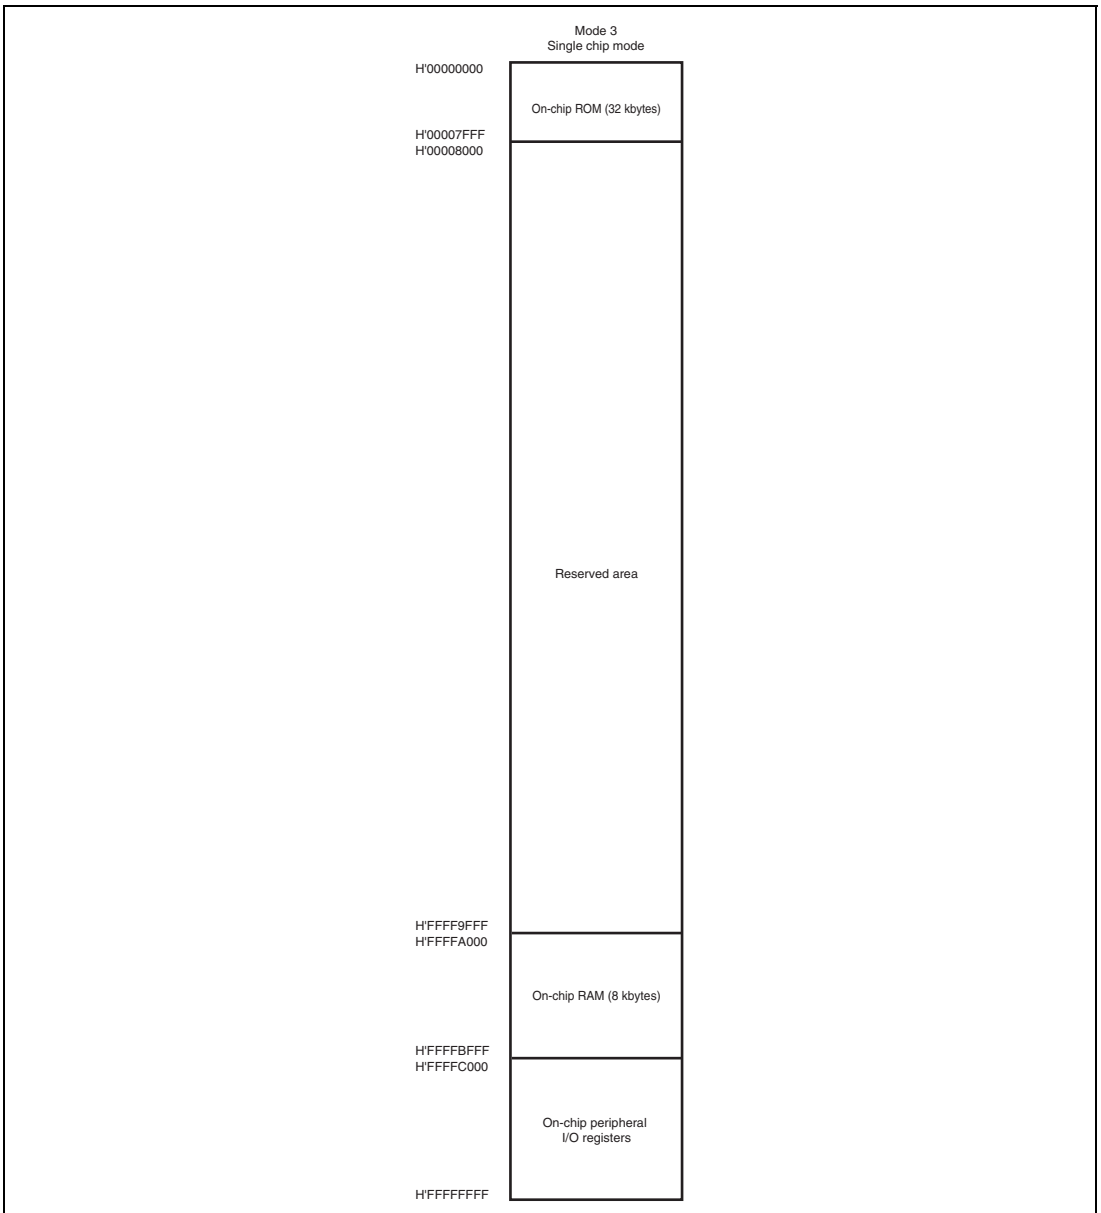 Mode 3
Single chip mode
H'00000000
On-chip ROM (32 kbytes)
H'00007FFF
H'00008000
Reserved area
H'FFFF9FFF
H'FFFFA000
On-chip RAM (8 kbytes)
H'FFFFBFFF
H'FFFFC000
On-chip peripheral
I/O registers
H'FFFFFFFF